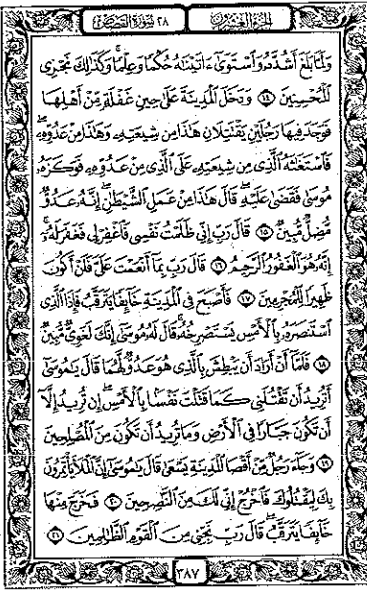 الجزء العشرون ٢٨ سورة القصص
وَلَمَّا بَلَغَ أَشُدَّهُۥ وَٱسْتَوَىٰٓ ءَاتَيْنَٰهُ حُكْمًا وَعِلْمًا ۚ وَكَذَٰلِكَ نَجْزِى
ٱلْمُحْسِنِينَ ١٤ وَدَخَلَ ٱلْمَدِينَةَ عَلَىٰ حِينِ غَفْلَةٍ مِّنْ أَهْلِهَا
فَوَجَدَ فِيهَا رَجُلَيْنِ يَقْتَتِلَانِ هَٰذَا مِن شِيعَتِهِۦ وَهَٰذَا مِنْ عَدُوِّهِۦ ۖ
فَٱسْتَغَٰثَهُ ٱلَّذِى مِن شِيعَتِهِۦ عَلَى ٱلَّذِى مِنْ عَدُوِّهِۦ فَوَكَزَهُۥ
مُوسَىٰ فَقَضَىٰ عَلَيْهِ ۖ قَالَ هَٰذَا مِنْ عَمَلِ ٱلشَّيْطَٰنِ ۖ إِنَّهُۥ عَدُوٌّ
مُّضِلٌّ مُّبِينٌ ١٥ قَالَ رَبِّ إِنِّى ظَلَمْتُ نَفْسِى فَٱغْفِرْ لِى فَغَفَرَ لَهُۥٓ ۚ
إِنَّهُۥ هُوَ ٱلْغَفُورُ ٱلرَّحِيمُ ١٦ قَالَ رَبِّ بِمَآ أَنْعَمْتَ عَلَىَّ فَلَنْ أَكُونَ
ظَهِيرًا لِّلْمُجْرِمِينَ ١٧ فَأَصْبَحَ فِى ٱلْمَدِينَةِ خَآئِفًا يَتَرَقَّبُ فَإِذَا ٱلَّذِى
ٱسْتَنصَرَهُۥ بِٱلْأَمْسِ يَسْتَصْرِخُهُۥ ۚ قَالَ لَهُۥ مُوسَىٰٓ إِنَّكَ لَغَوِىٌّ مُّبِينٌ
١٨ فَلَمَّآ أَنْ أَرَادَ أَن يَبْطِشَ بِٱلَّذِى هُوَ عَدُوٌّ لَّهُمَا قَالَ يَٰمُوسَىٰٓ
أَتُرِيدُ أَن تَقْتُلَنِى كَمَا قَتَلْتَ نَفْسًۢا بِٱلْأَمْسِ ۖ إِن تُرِيدُ إِلَّآ
أَن تَكُونَ جَبَّارًا فِى ٱلْأَرْضِ وَمَا تُرِيدُ أَن تَكُونَ مِنَ ٱلْمُصْلِحِينَ
١٩ وَجَآءَ رَجُلٌ مِّنْ أَقْصَا ٱلْمَدِينَةِ يَسْعَىٰ قَالَ يَٰمُوسَىٰٓ إِنَّ ٱلْمَلَأَ يَأْتَمِرُونَ
بِكَ لِيَقْتُلُوكَ فَٱخْرُجْ إِنِّى لَكَ مِنَ ٱلنَّٰصِحِينَ ٢٠ فَخَرَجَ مِنْهَا
خَآئِفًا يَتَرَقَّبُ ۖ قَالَ رَبِّ نَجِّنِى مِنَ ٱلْقَوْمِ ٱلظَّٰلِمِينَ ٢١
٣٨٧